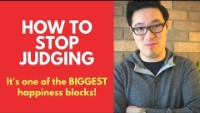 HOW TO
STOP
JUDGING
It's one of the BIGGEST
happiness blocks!